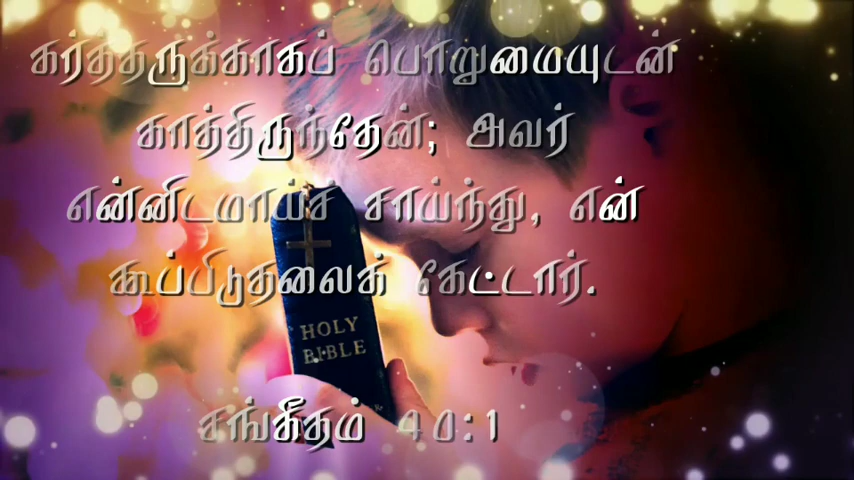 கர்த்தருக்காகப் பொறுமையுடன்
காத்திருந்தேன்; அவர்
என்னிடமாய்ச் சாய்ந்து, என்
கூப்பிடுதலைக் கேட்டார்.
HOLY
BIBLE
சங்கீதம் 40:1